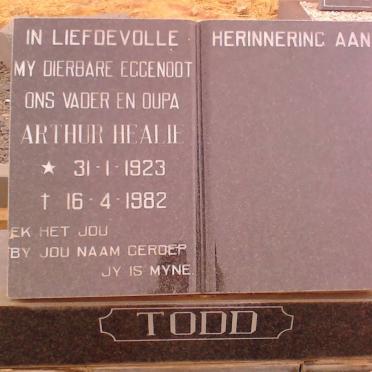 IN LIEFDEVOLLE HERINNERING AAN
MY DIERBARE EGGENOOT
ONS VADER EN OUPA
ARTHUR HEALIE
★ 31-1-1923
† 16-4-1982
EK HET JOU
BY JOU NAAM GEROEP
JY IS MYNE
TODD